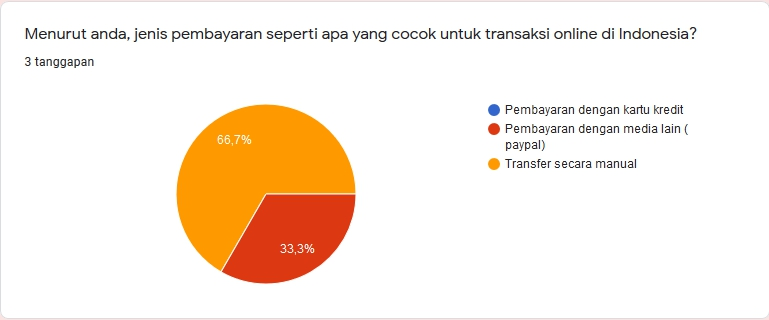 Menurut anda, jenis pembayaran seperti apa yang cocok untuk transaksi online di Indonesia?
3 tanggapan
66,7%
33,3%
Pembayaran dengan kartu kredit
Pembayaran dengan media lain (
paypal)
Transfer secara manual